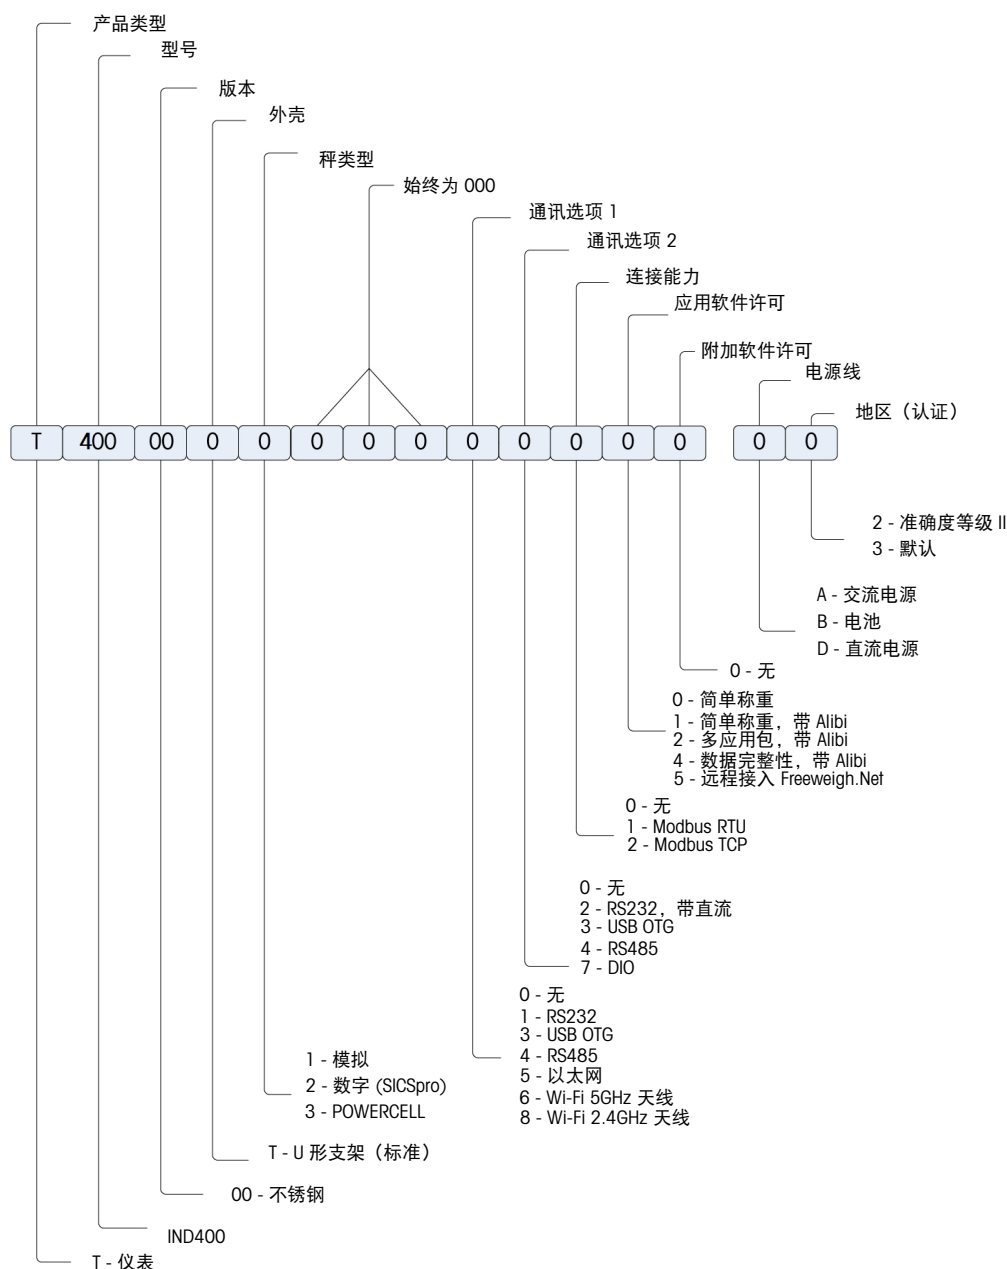 产品类型
型号
版本
外壳
秤类型
始终为 000
通讯选项 1
通讯选项 2
连接能力
应用软件许可
附加软件许可
电源线
地区（认证）
T 400 00 0 0 0 0 0 0 0 0 0 0 0 0
2 - 准确度等级 II
3 - 默认
A - 交流电源
B - 电池
D - 直流电源
0 - 无
0 - 简单称重
1 - 简单称重，带 Alibi
2 - 多应用包，带 Alibi
4 - 数据完整性，带 Alibi
5 - 远程接入 Freeweigh.Net
0 - 无
1 - Modbus RTU
2 - Modbus TCP
0 - 无
2 - RS232，带直流
3 - USB OTG
4 - RS485
7 - DIO
0 - 无
1 - RS232
3 - USB OTG
4 - RS485
5 - 以太网
6 - Wi-Fi 5GHz 天线
8 - Wi-Fi 2.4GHz 天线
1 - 模拟
2 - 数字 (SICSpro)
3 - POWERCELL
T - U 形支架（标准）
00 - 不锈钢
IND400
T - 仪表